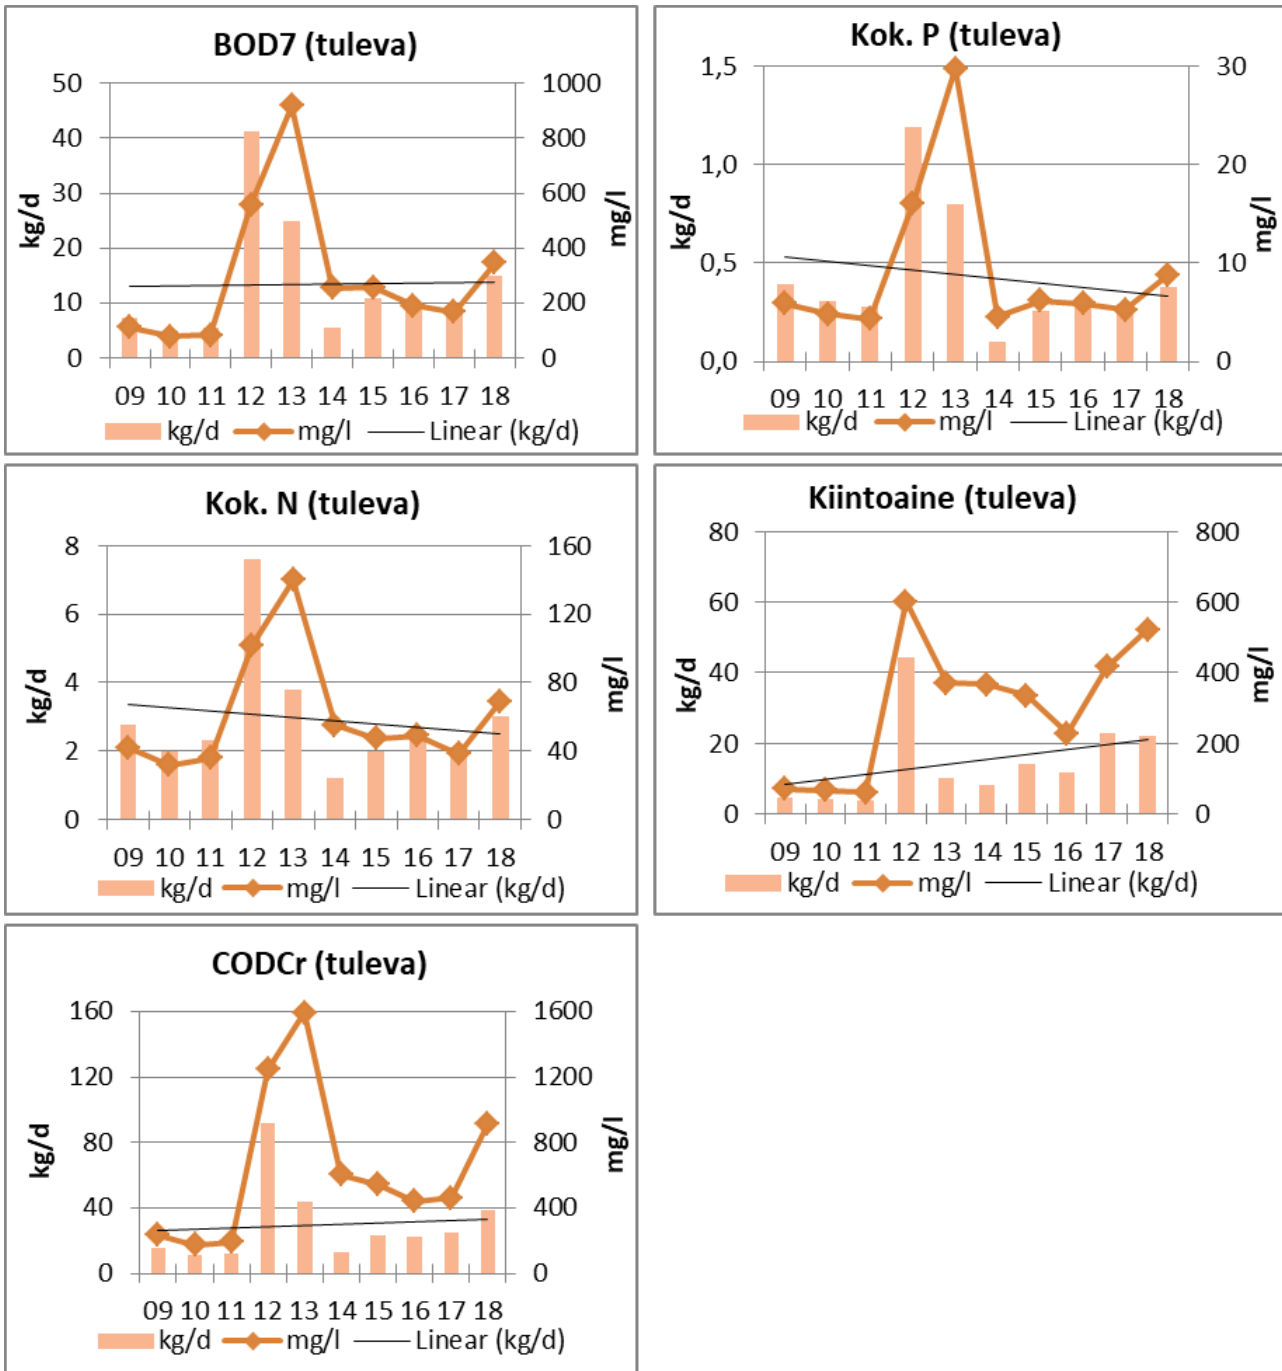 BOD7 (tuleva)
50
40
30
20
10
0
kg/d
1000
800
600
400
200
0
mg/l
09 10 11 12 13 14 15 16 17 18
kg/d mg/l Linear (kg/d)
Kok. P (tuleva)
1,5
1,0
0,5
0,0
kg/d
30
20
10
0
mg/l
09 10 11 12 13 14 15 16 17 18
kg/d mg/l Linear (kg/d)
Kok. N (tuleva)
8
6
4
2
0
kg/d
160
120
80
40
0
mg/l
09 10 11 12 13 14 15 16 17 18
kg/d mg/l Linear (kg/d)
Kiintoaine (tuleva)
80
60
40
20
0
kg/d
800
600
400
200
0
mg/l
09 10 11 12 13 14 15 16 17 18
kg/d mg/l Linear (kg/d)
CODCr (tuleva)
160
120
80
40
0
kg/d
1600
1200
800
400
0
mg/l
09 10 11 12 13 14 15 16 17 18
kg/d mg/l Linear (kg/d)